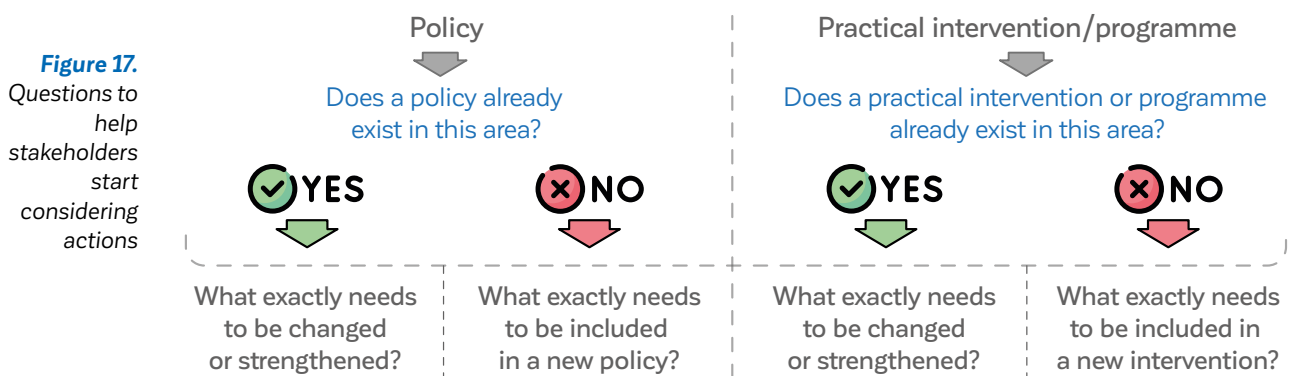 Figure 17.
Questions to
help
stakeholders
start
considering
actions
Policy
Does a policy already
exist in this area?
YES
NO
What exactly needs
to be changed
or strengthened?
What exactly needs
to be included
in a new policy?
Practical intervention/programme
Does a practical intervention or programme
already exist in this area?
YES
NO
What exactly needs
to be changed
or strengthened?
What exactly needs
to be included in
a new intervention?